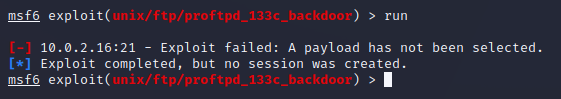 msf6 exploit(unix/ftp/proftpd_133c_backdoor) > run
[-] 10.0.2.16:21 - Exploit failed: A payload has not been selected.
[*] Exploit completed, but no session was created.
msf6 exploit(unix/ftp/proftpd_133c_backdoor) >